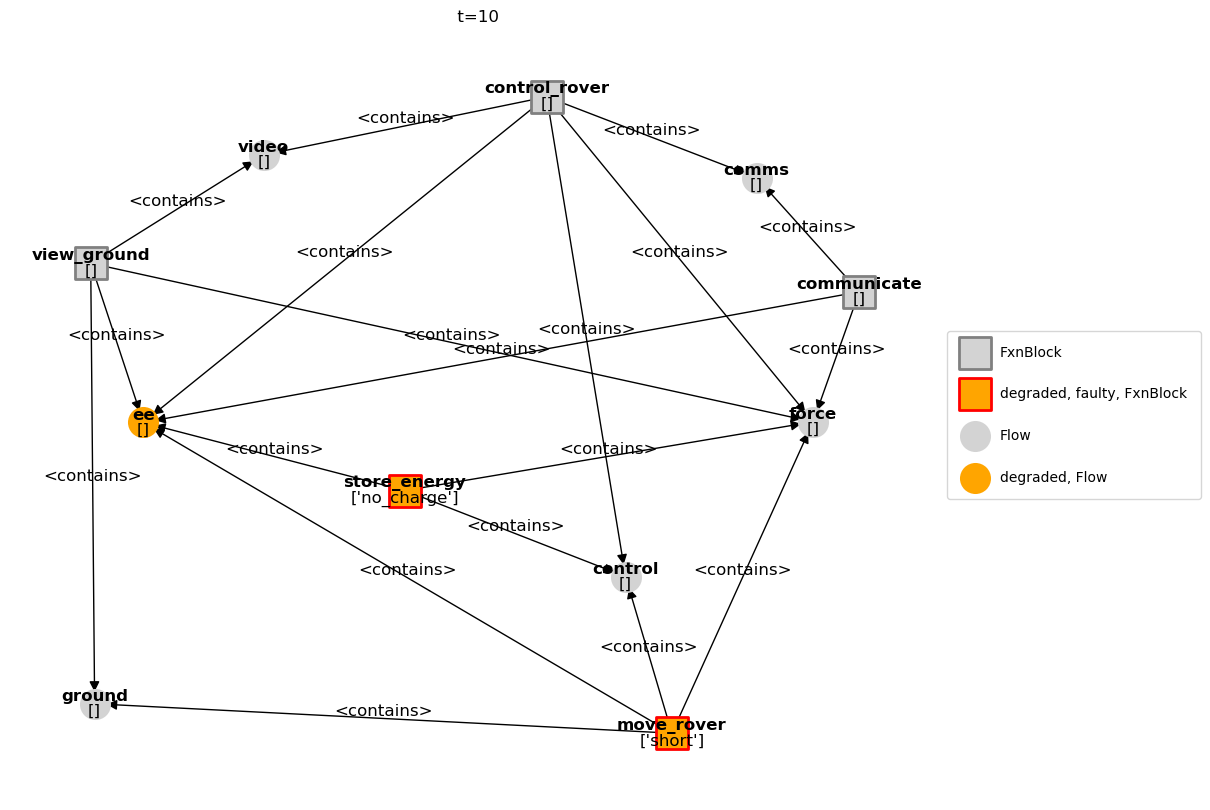 t=10
control_rover
[]
<contains>
<contains>
video
[]
comms
[]
<contains>
<contains>
view_ground
[]
<contains>
<contains>
communicate
[]
<contains>
<contains>
<contains>
<contains>
<contains>
ee
[]
force
[]
<contains>
<contains>
<contains>
store_energy
['no_charge']
<contains>
control
[]
<contains>
<contains>
<contains>
ground
[]
<contains>
move_rover
['short']
FxnBlock
degraded, faulty, FxnBlock
Flow
degraded, Flow